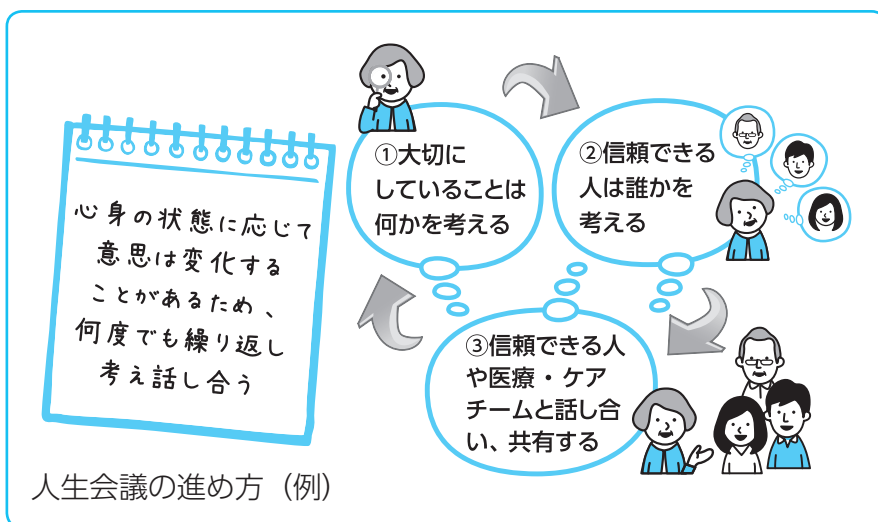 心身の状態に応じて
意思は変化する
ことがあるため、
何度でも繰り返し
考え話し合う
①大切に
していることは
何かを考える
②信頼できる
人は誰かを
考える
③信頼できる人
や医療・ケア
チームと話し合
い、共有する
人生会議の進め方（例）